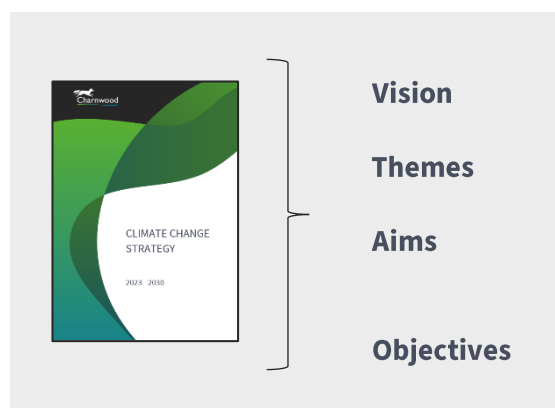 Charnwood
CLIMATE CHANGE
STRATEGY
2023 2030
Vision
Themes
Aims
Objectives